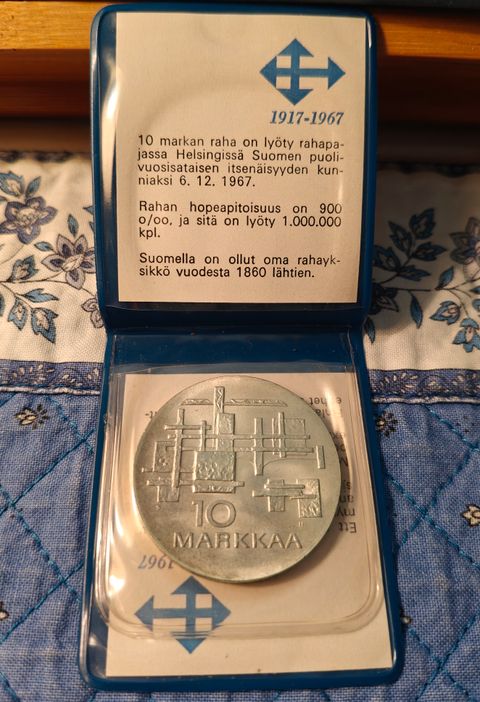 1917-1967
10 markan raha on lyöty rahapa-
jassa Helsingissä Suomen puoli-
vuosisataisen itsenäisyyden kun-
niaksi 6. 12. 1967.
Rahan hopeapitoisuus on 900
o/oo, ja sitä on lyöty 1.000.000
kpl.
Suomella on ollut oma rahayk-
sikkö vuodesta 1860 lähtien.
10
MARKKAA
1967
Ett